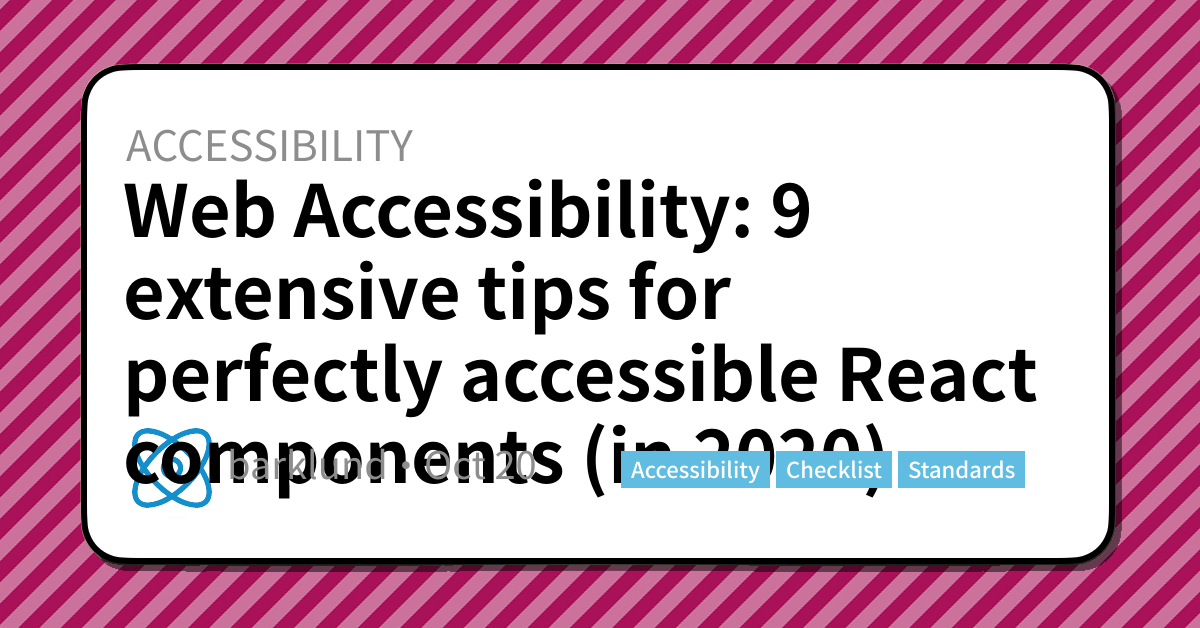 ACCESSIBILITY
Web Accessibility: 9
extensive tips for
perfectly accessible React
components (in 2020)
barklund · Oct 20
Accessibility Checklist Standards